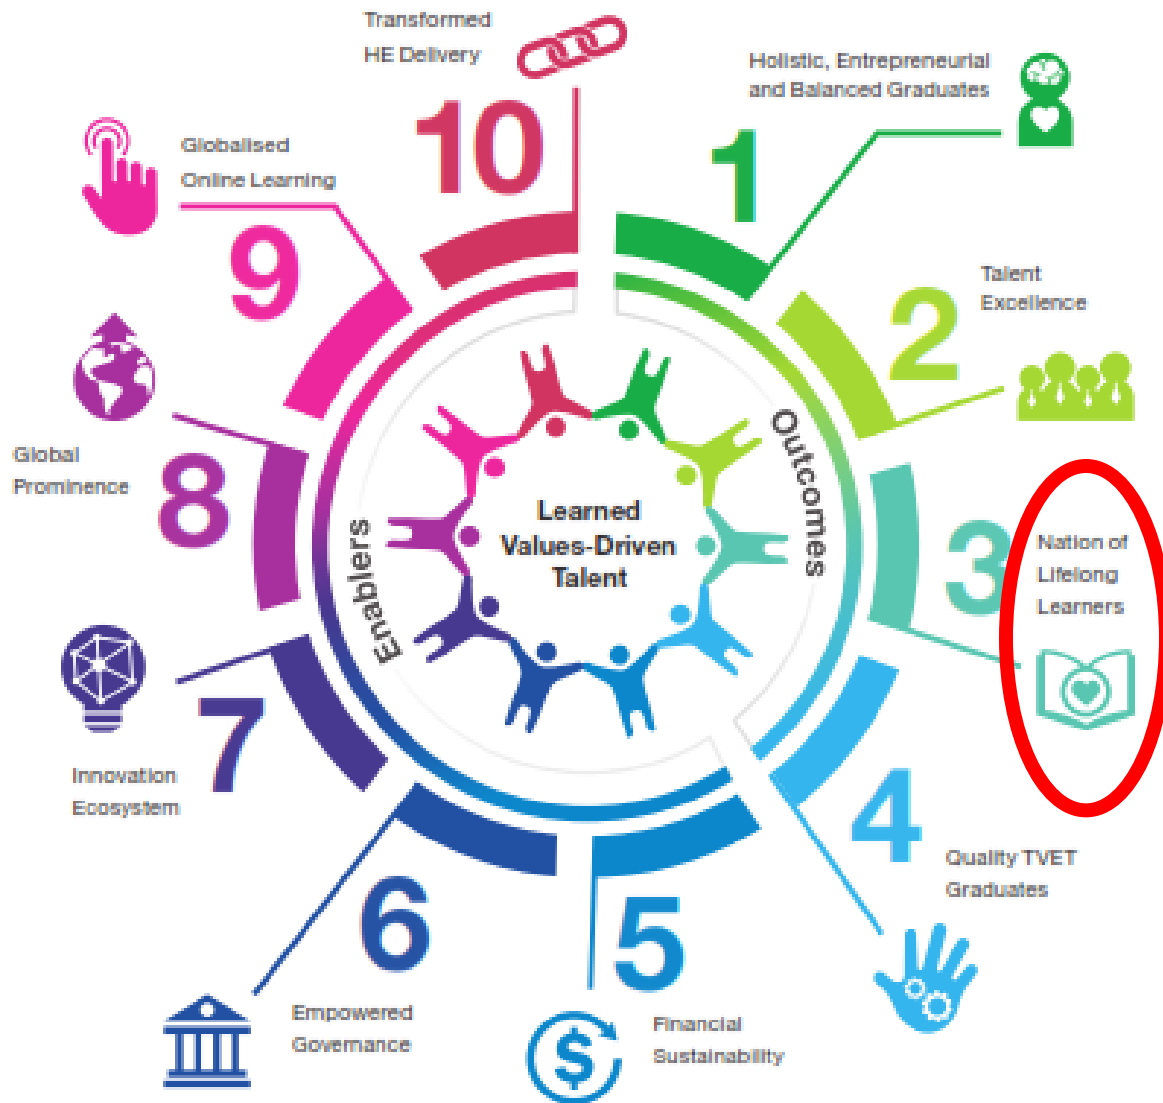 Transformed
HE Delivery
10
Holistic, Entrepreneurial
and Balanced Graduates
1
Talent
Excellence
2
Nation of
Lifelong
Learners
3
Quality TVET
Graduates
4
Financial
Sustainability
5
$
Empowered
Governance
6
Innovation
Ecosystem
7
Global
Prominence
8
Globalised
Online Learning
9
Outcomes
Enablers
Learned
Values-Driven
Talent